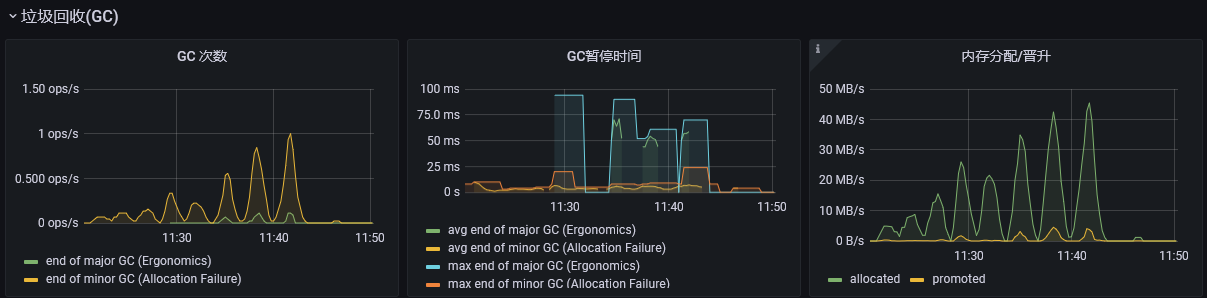 垃圾回收(GC)
GC 次数
1.50 ops/s
1 ops/s
0.500 ops/s
0 ops/s
11:30 11:40 11:50
end of major GC (Ergonomics)
end of minor GC (Allocation Failure)
GC暂停时间
100 ms
75.0 ms
50 ms
25 ms
0 s
11:30 11:40 11:50
avg end of major GC (Ergonomics)
avg end of minor GC (Allocation Failure)
max end of major GC (Ergonomics)
max end of minor GC (Allocation Failure)
i
内存分配/晋升
50 MB/s
40 MB/s
30 MB/s
20 MB/s
10 MB/s
0 B/s
11:30 11:40 11:50
allocated promoted